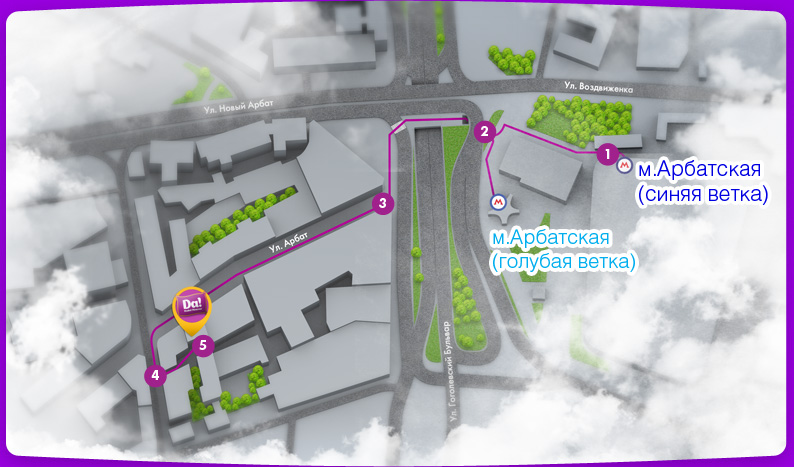 Ул. Воздвиженка
Ул. Новый Арбат
2
1
М
м.Арбатская
(синяя ветка)
3
М
м.Арбатская
(голубая ветка)
Ул. Арбат
Da!
5
4
Ул. Гоголевский Бульвар